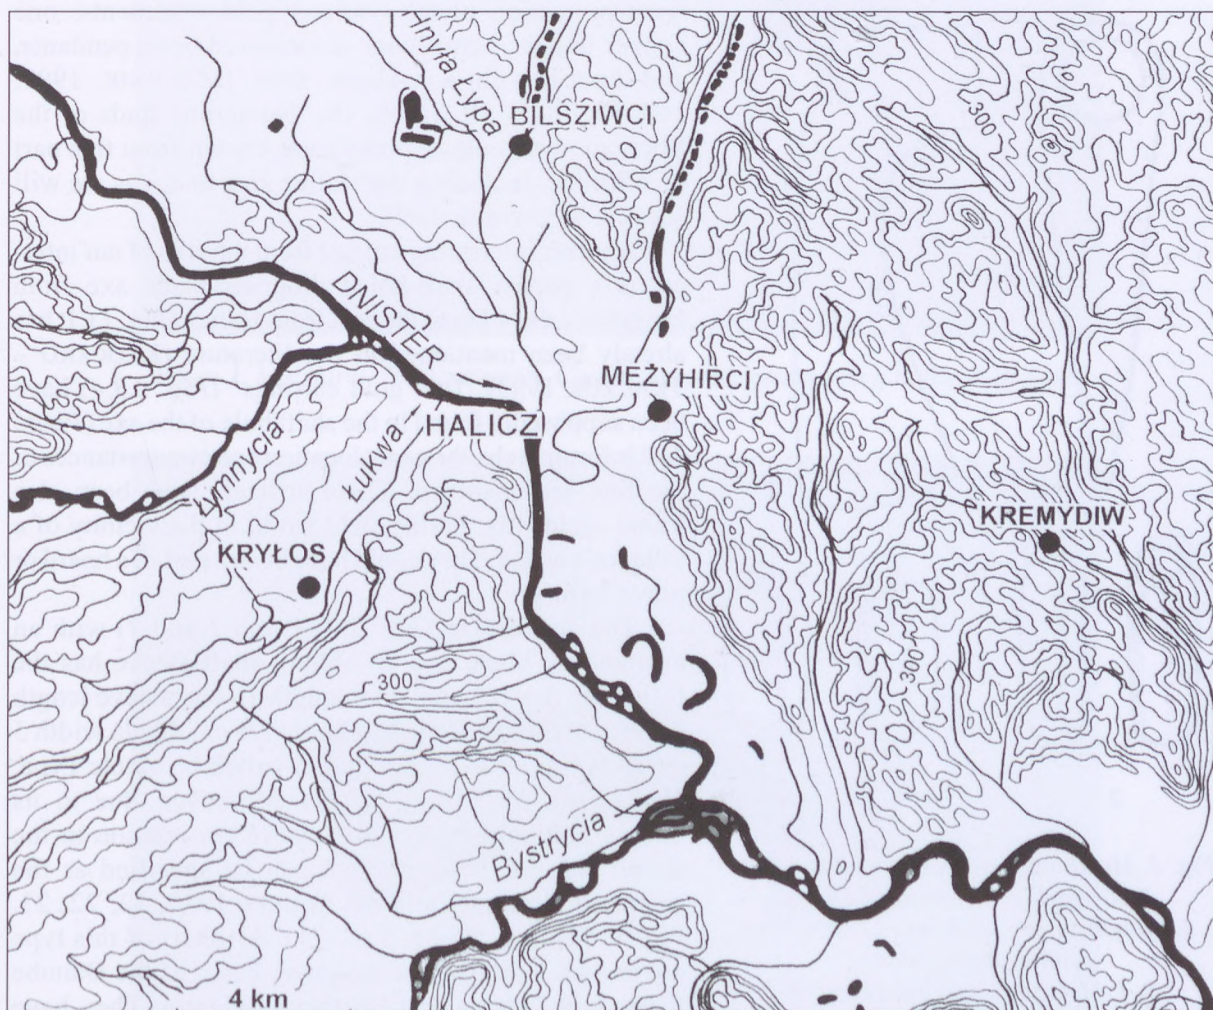 Hnyła Łypa
BILSZIWCI
300
DNISTER
MEŻYHIRCI
HALICZ
Łymnycia
Łukwa
KREMYDIW
KRYŁOS
300
300
Bystrycia
4 km